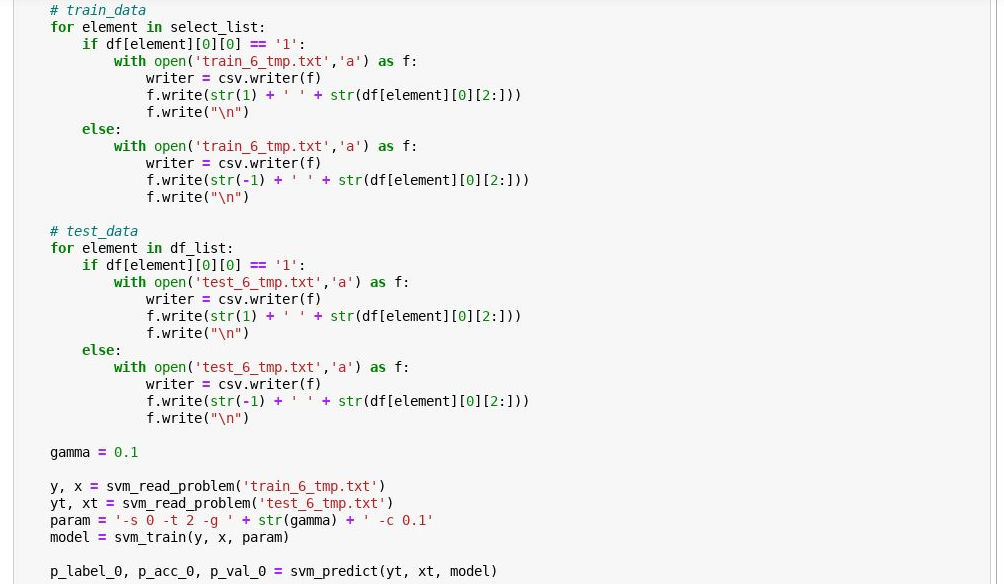 # train_data
for element in select_list:
    if df[element][0][0] == '1':
        with open('train_6_tmp.txt','a') as f:
            writer = csv.writer(f)
            f.write(str(1) + ' ' + str(df[element][0][2:]))
            f.write("\n")
    else:
        with open('train_6_tmp.txt','a') as f:
            writer = csv.writer(f)
            f.write(str(-1) + ' ' + str(df[element][0][2:]))
            f.write("\n")

# test_data
for element in df_list:
    if df[element][0][0] == '1':
        with open('test_6_tmp.txt','a') as f:
            writer = csv.writer(f)
            f.write(str(1) + ' ' + str(df[element][0][2:]))
            f.write("\n")
    else:
        with open('test_6_tmp.txt','a') as f:
            writer = csv.writer(f)
            f.write(str(-1) + ' ' + str(df[element][0][2:]))
            f.write("\n")

gamma = 0.1

y, x = svm_read_problem('train_6_tmp.txt')
yt, xt = svm_read_problem('test_6_tmp.txt')
param = '-s 0 -t 2 -g ' + str(gamma) + ' -c 0.1'
model = svm_train(y, x, param)

p_label_0, p_acc_0, p_val_0 = svm_predict(yt, xt, model)